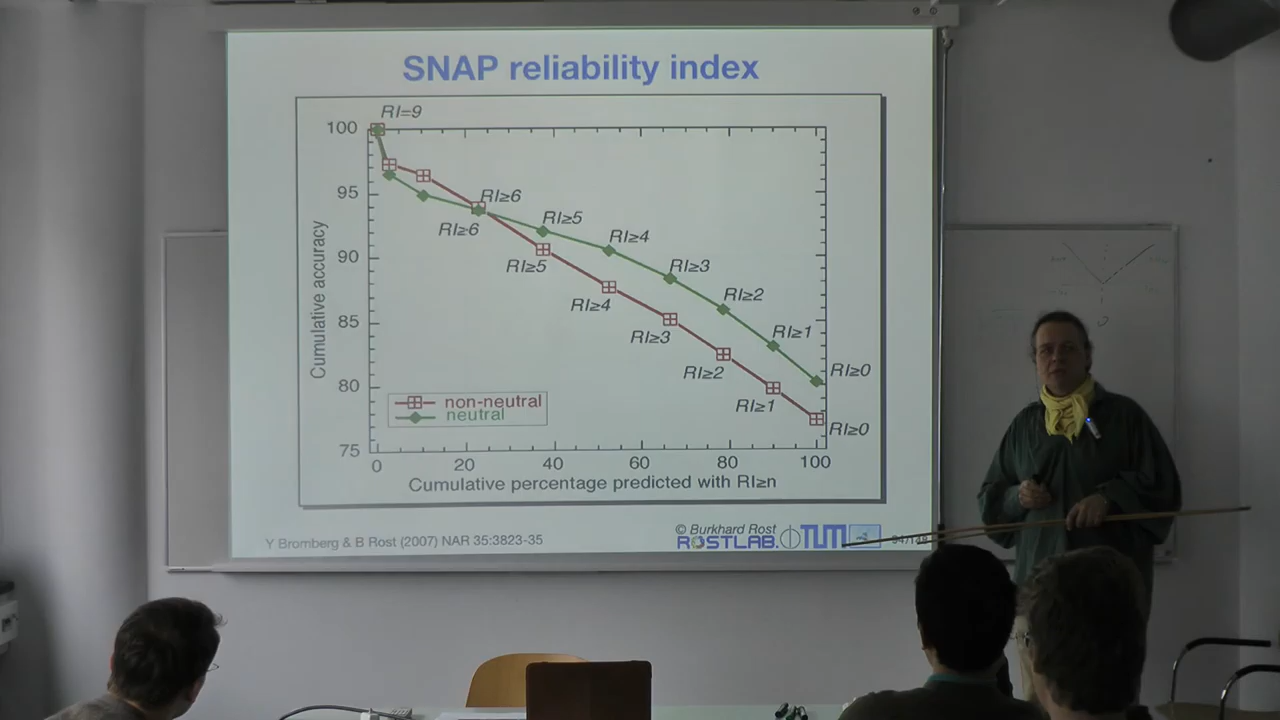 SNAP reliability index
RI=9
100
95
90
85
80
75
Cumulative accuracy
RI≥6
RI≥6
RI≥5
RI≥5
RI≥4
RI≥4
RI≥3
RI≥3
RI≥2
RI≥2
RI≥1
RI≥1
RI≥0
RI≥0
non-neutral
neutral
0 20 40 60 80 100
Cumulative percentage predicted with RI≥n
Y Bromberg & B Rost (2007) NAR 35:3823-35
© Burkhard Rost
ROSTLAB. TUM